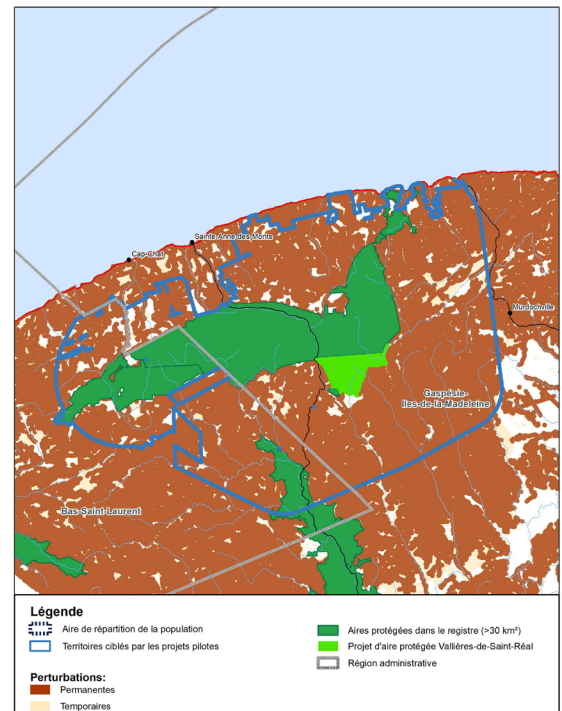 Sainte-Anne-des-Monts
Cap-Chat
Murdochville
Gaspésie-
Iles-de-la-Madeleine
Bas-Saint-Laurent
Légende
Aire de répartition de la population
Territoires ciblés par les projets pilotes
Perturbations:
Permanentes
Temporaires
Aires protégées dans le registre (>30 km²)
Projet d'aire protégée Vallières-de-Saint-Réal
Région administrative